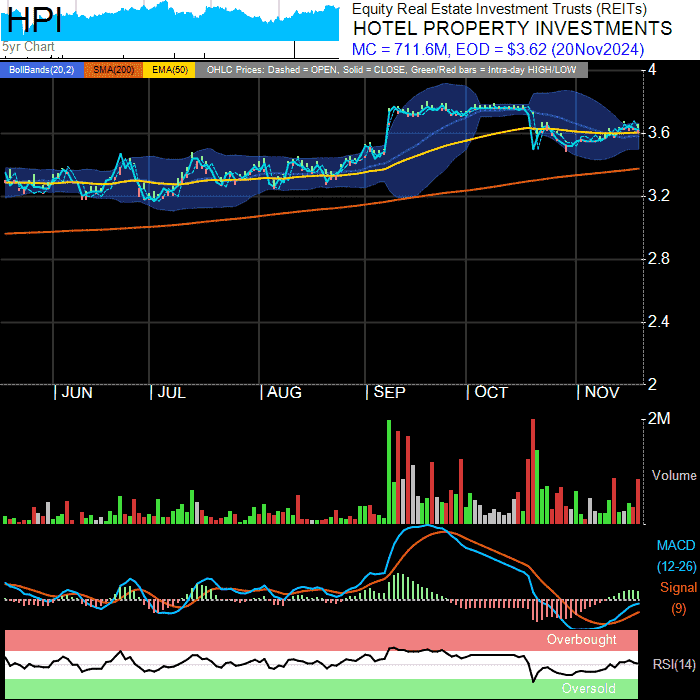 HPI
Equity Real Estate Investment Trusts (REITs)
HOTEL PROPERTY INVESTMENTS
5yr Chart
MC = 711.6M, EOD = $3.62 (20Nov2024)
BollBands(20,2) SMA(200) EMA(50) OHLC Prices: Dashed = OPEN, Solid = CLOSE, Green/Red bars = Intra-day HIGH/LOW
4
3.6
3.2
2.8
2.4
2
JUN JUL AUG SEP OCT NOV
2M
Volume
MACD
(12-26)
Signal
(9)
Overbought
RSI(14)
Oversold